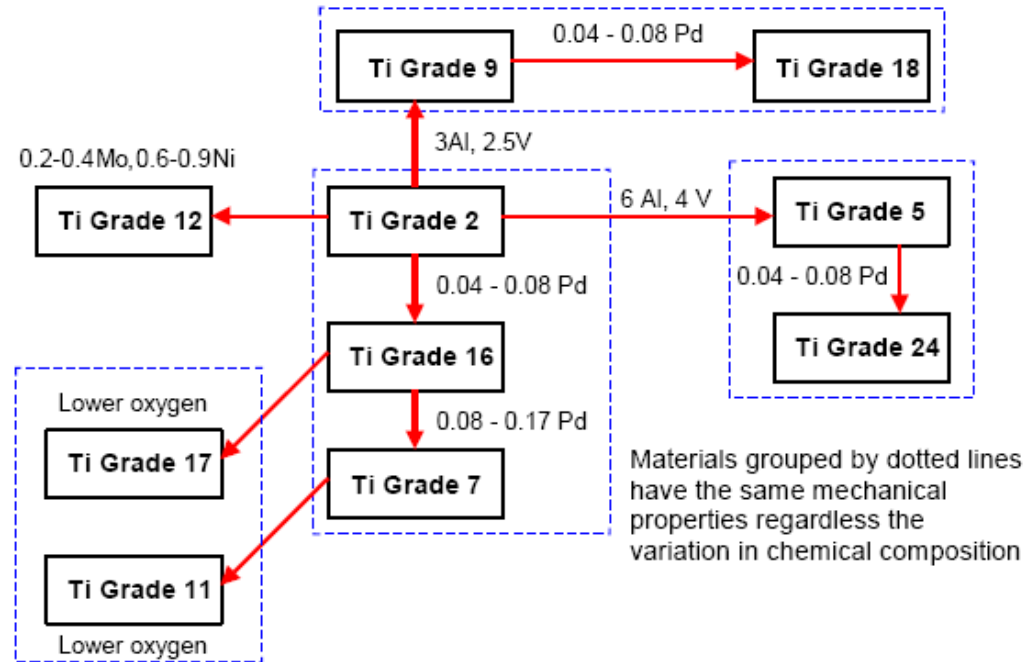 0.04 - 0.08 Pd
Ti Grade 9
Ti Grade 18
3Al, 2.5V
0.2-0.4Mo,0.6-0.9Ni
Ti Grade 12
Ti Grade 2
6 Al, 4 V
Ti Grade 5
0.04 - 0.08 Pd
0.04 - 0.08 Pd
Ti Grade 16
Ti Grade 24
Lower oxygen
0.08 - 0.17 Pd
Ti Grade 17
Ti Grade 7
Materials grouped by dotted lines
have the same mechanical
properties regardless the
variation in chemical composition
Ti Grade 11
Lower oxygen